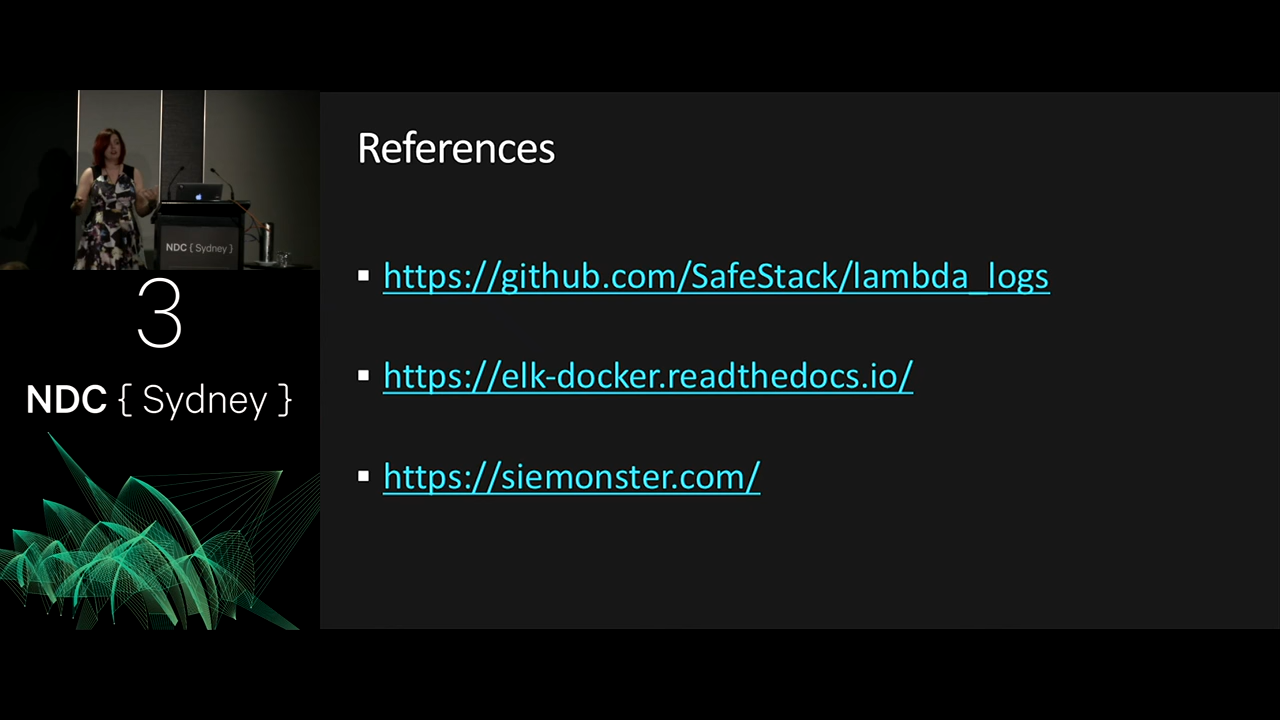 References
https://github.com/SafeStack/lambda_logs
https://elk-docker.readthedocs.io/
https://siemonster.com/
NDC { Sydney }
3
NDC { Sydney }